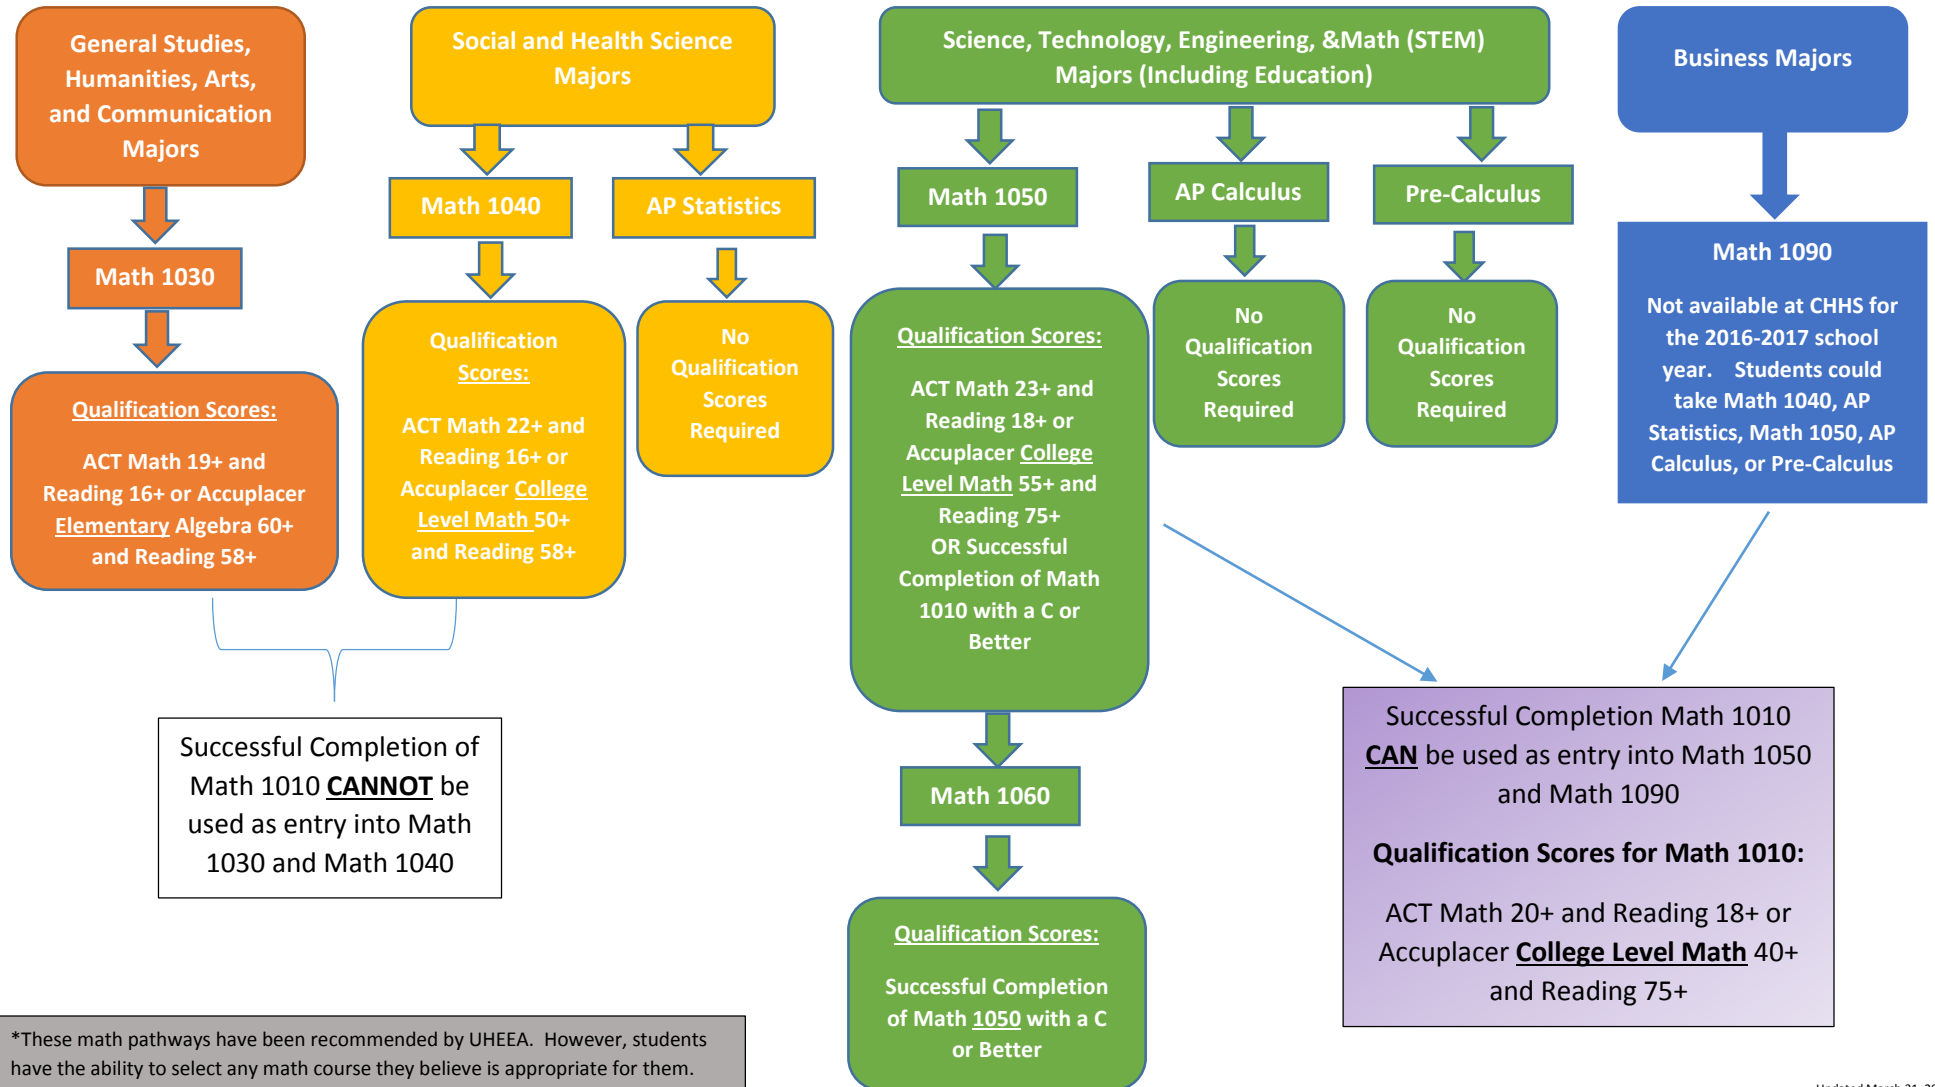 General Studies,
Humanities, Arts,
and Communication
Majors
Math 1030
Qualification Scores:
ACT Math 19+ and
Reading 16+ or Accuplacer
Elementary Algebra 60+
and Reading 58+
Social and Health Science
Majors
Math 1040
Qualification
Scores:
ACT Math 22+ and
Reading 16+ or
Accuplacer College
Level Math 50+
and Reading 58+
AP Statistics
No
Qualification
Scores
Required
Successful Completion of
Math 1010 CANNOT be
used as entry into Math
1030 and Math 1040
Science, Technology, Engineering, &Math (STEM)
Majors (Including Education)
Math 1050
Qualification Scores:
ACT Math 23+ and
Reading 18+ or
Accuplacer College
Level Math 55+ and
Reading 75+
OR Successful
Completion of Math
1010 with a C or
Better
Math 1060
Qualification Scores:
Successful Completion
of Math 1050 with a C
or Better
AP Calculus
No
Qualification
Scores
Required
Pre-Calculus
No
Qualification
Scores
Required
Business Majors
Math 1090
Not available at CHHS for
the 2016-2017 school
year. Students could
take Math 1040, AP
Statistics, Math 1050, AP
Calculus, or Pre-Calculus
Successful Completion Math 1010
CAN be used as entry into Math 1050
and Math 1090
Qualification Scores for Math 1010:
ACT Math 20+ and Reading 18+ or
Accuplacer College Level Math 40+
and Reading 75+
*These math pathways have been recommended by UHEEA. However, students
have the ability to select any math course they believe is appropriate for them.